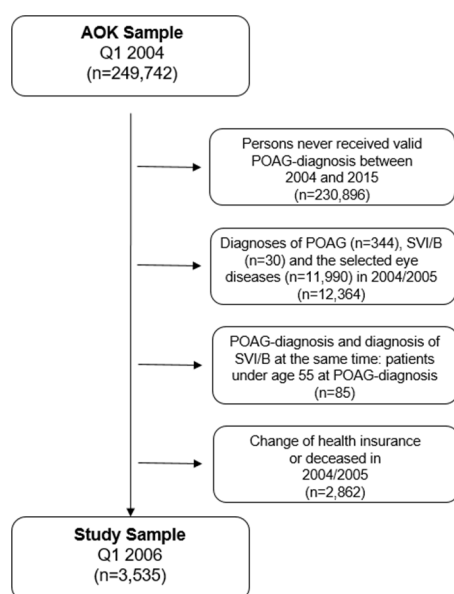 AOK Sample
Q1 2004
(n=249,742)
Persons never received valid
POAG-diagnosis between
2004 and 2015
(n=230,896)
Diagnoses of POAG (n=344), SVI/B
(n=30) and the selected eye
diseases (n=11,990) in 2004/2005
(n=12,364)
POAG-diagnosis and diagnosis of
SVI/B at the same time: patients
under age 55 at POAG-diagnosis
(n=85)
Change of health insurance
or deceased in
2004/2005
(n=2,862)
Study Sample
Q1 2006
(n=3,535)